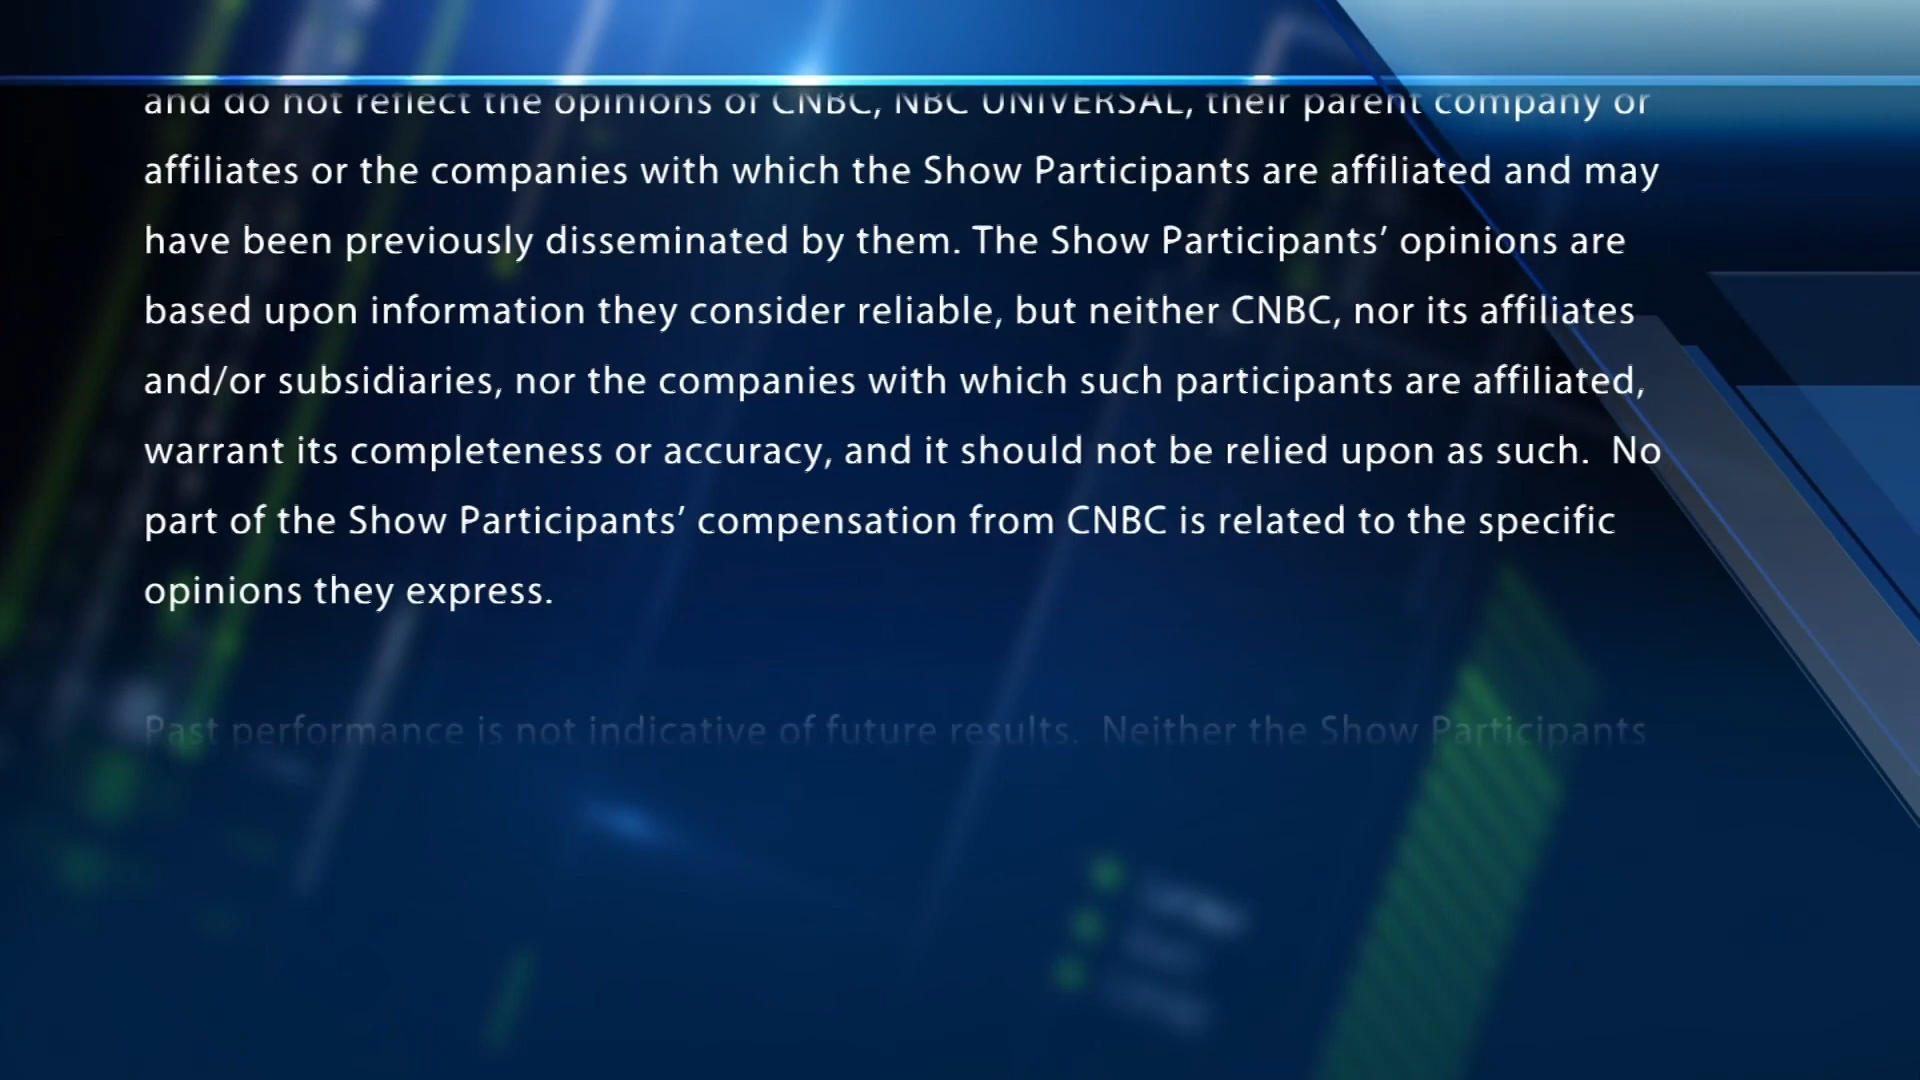 and do not reflect the opinions of CNBC, NBC UNIVERSAL, their parent company or
affiliates or the companies with which the Show Participants are affiliated and may
have been previously disseminated by them. The Show Participants’ opinions are
based upon information they consider reliable, but neither CNBC, nor its affiliates
and/or subsidiaries, nor the companies with which such participants are affiliated,
warrant its completeness or accuracy, and it should not be relied upon as such.  No
part of the Show Participants’ compensation from CNBC is related to the specific
opinions they express.
Past performance is not indicative of future results.  Neither the Show Participants